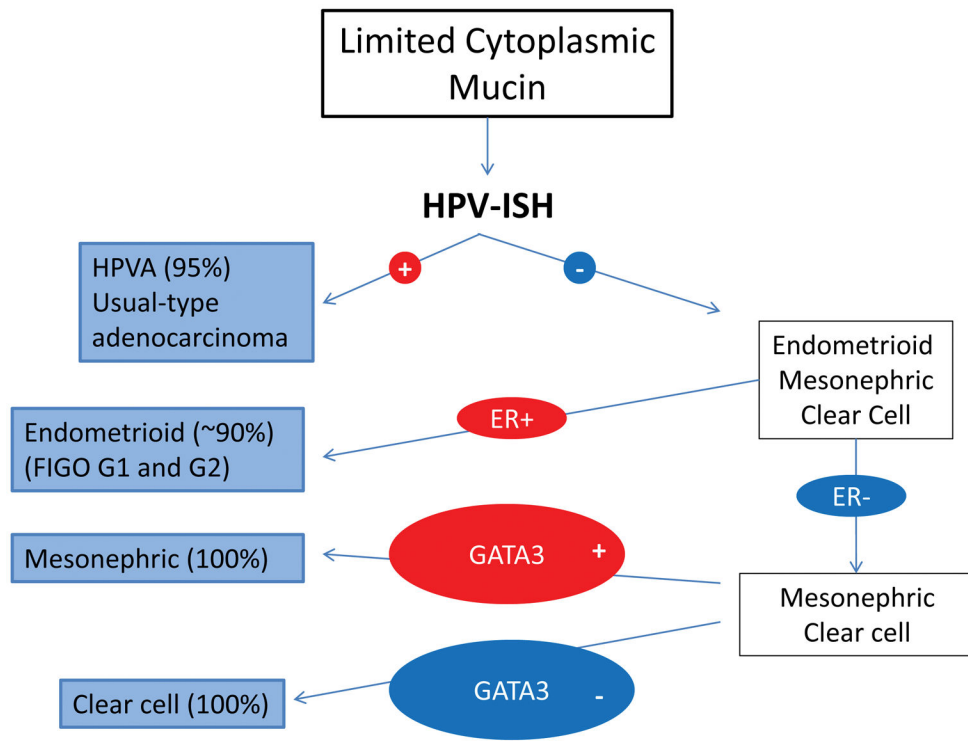 Limited Cytoplasmic
Mucin
HPV-ISH
+
-
HPVA (95%)
Usual-type
adenocarcinoma
Endometrioid
Mesonephric
Clear Cell
ER+
Endometrioid (~90%)
(FIGO G1 and G2)
ER-
Mesonephric (100%)
GATA3 +
Mesonephric
Clear cell
GATA3 -
Clear cell (100%)